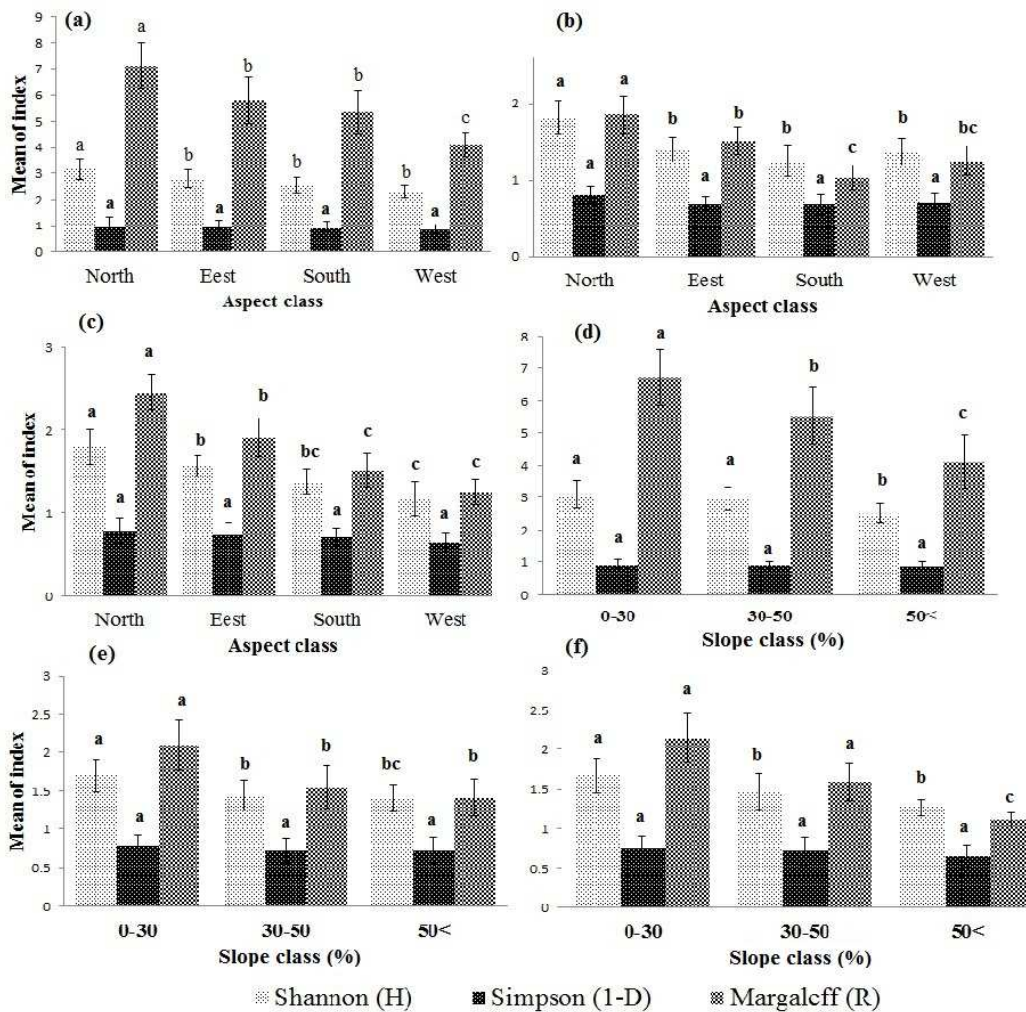 (a)
Mean of index
9
8
7
6
5
4
3
2
1
0
a a a
b a b
b a b
b a c
North Eest South West
Aspect class
(b)
2
1
0
a a a
b a b
b a c
b a bc
North Eest South West
Aspect class
(c)
Mean of index
3
2
1
0
a a a
b a b
bc a c
c a c
North Eest South West
Aspect class
(d)
8
7
6
5
4
3
2
1
0
a a a
a a b
b a c
0-30 30-50 50<
Slope class (%)
(e)
Mean of index
3
2.5
2
1.5
1
0.5
0
a a a
b a b
bc a b
0-30 30-50 50<
Slope class (%)
(f)
3
2.5
2
1.5
1
0.5
0
a a a
b a a
b a c
0-30 30-50 50<
Slope class (%)
Shannon (H) Simpson (1-D) Margaleff (R)